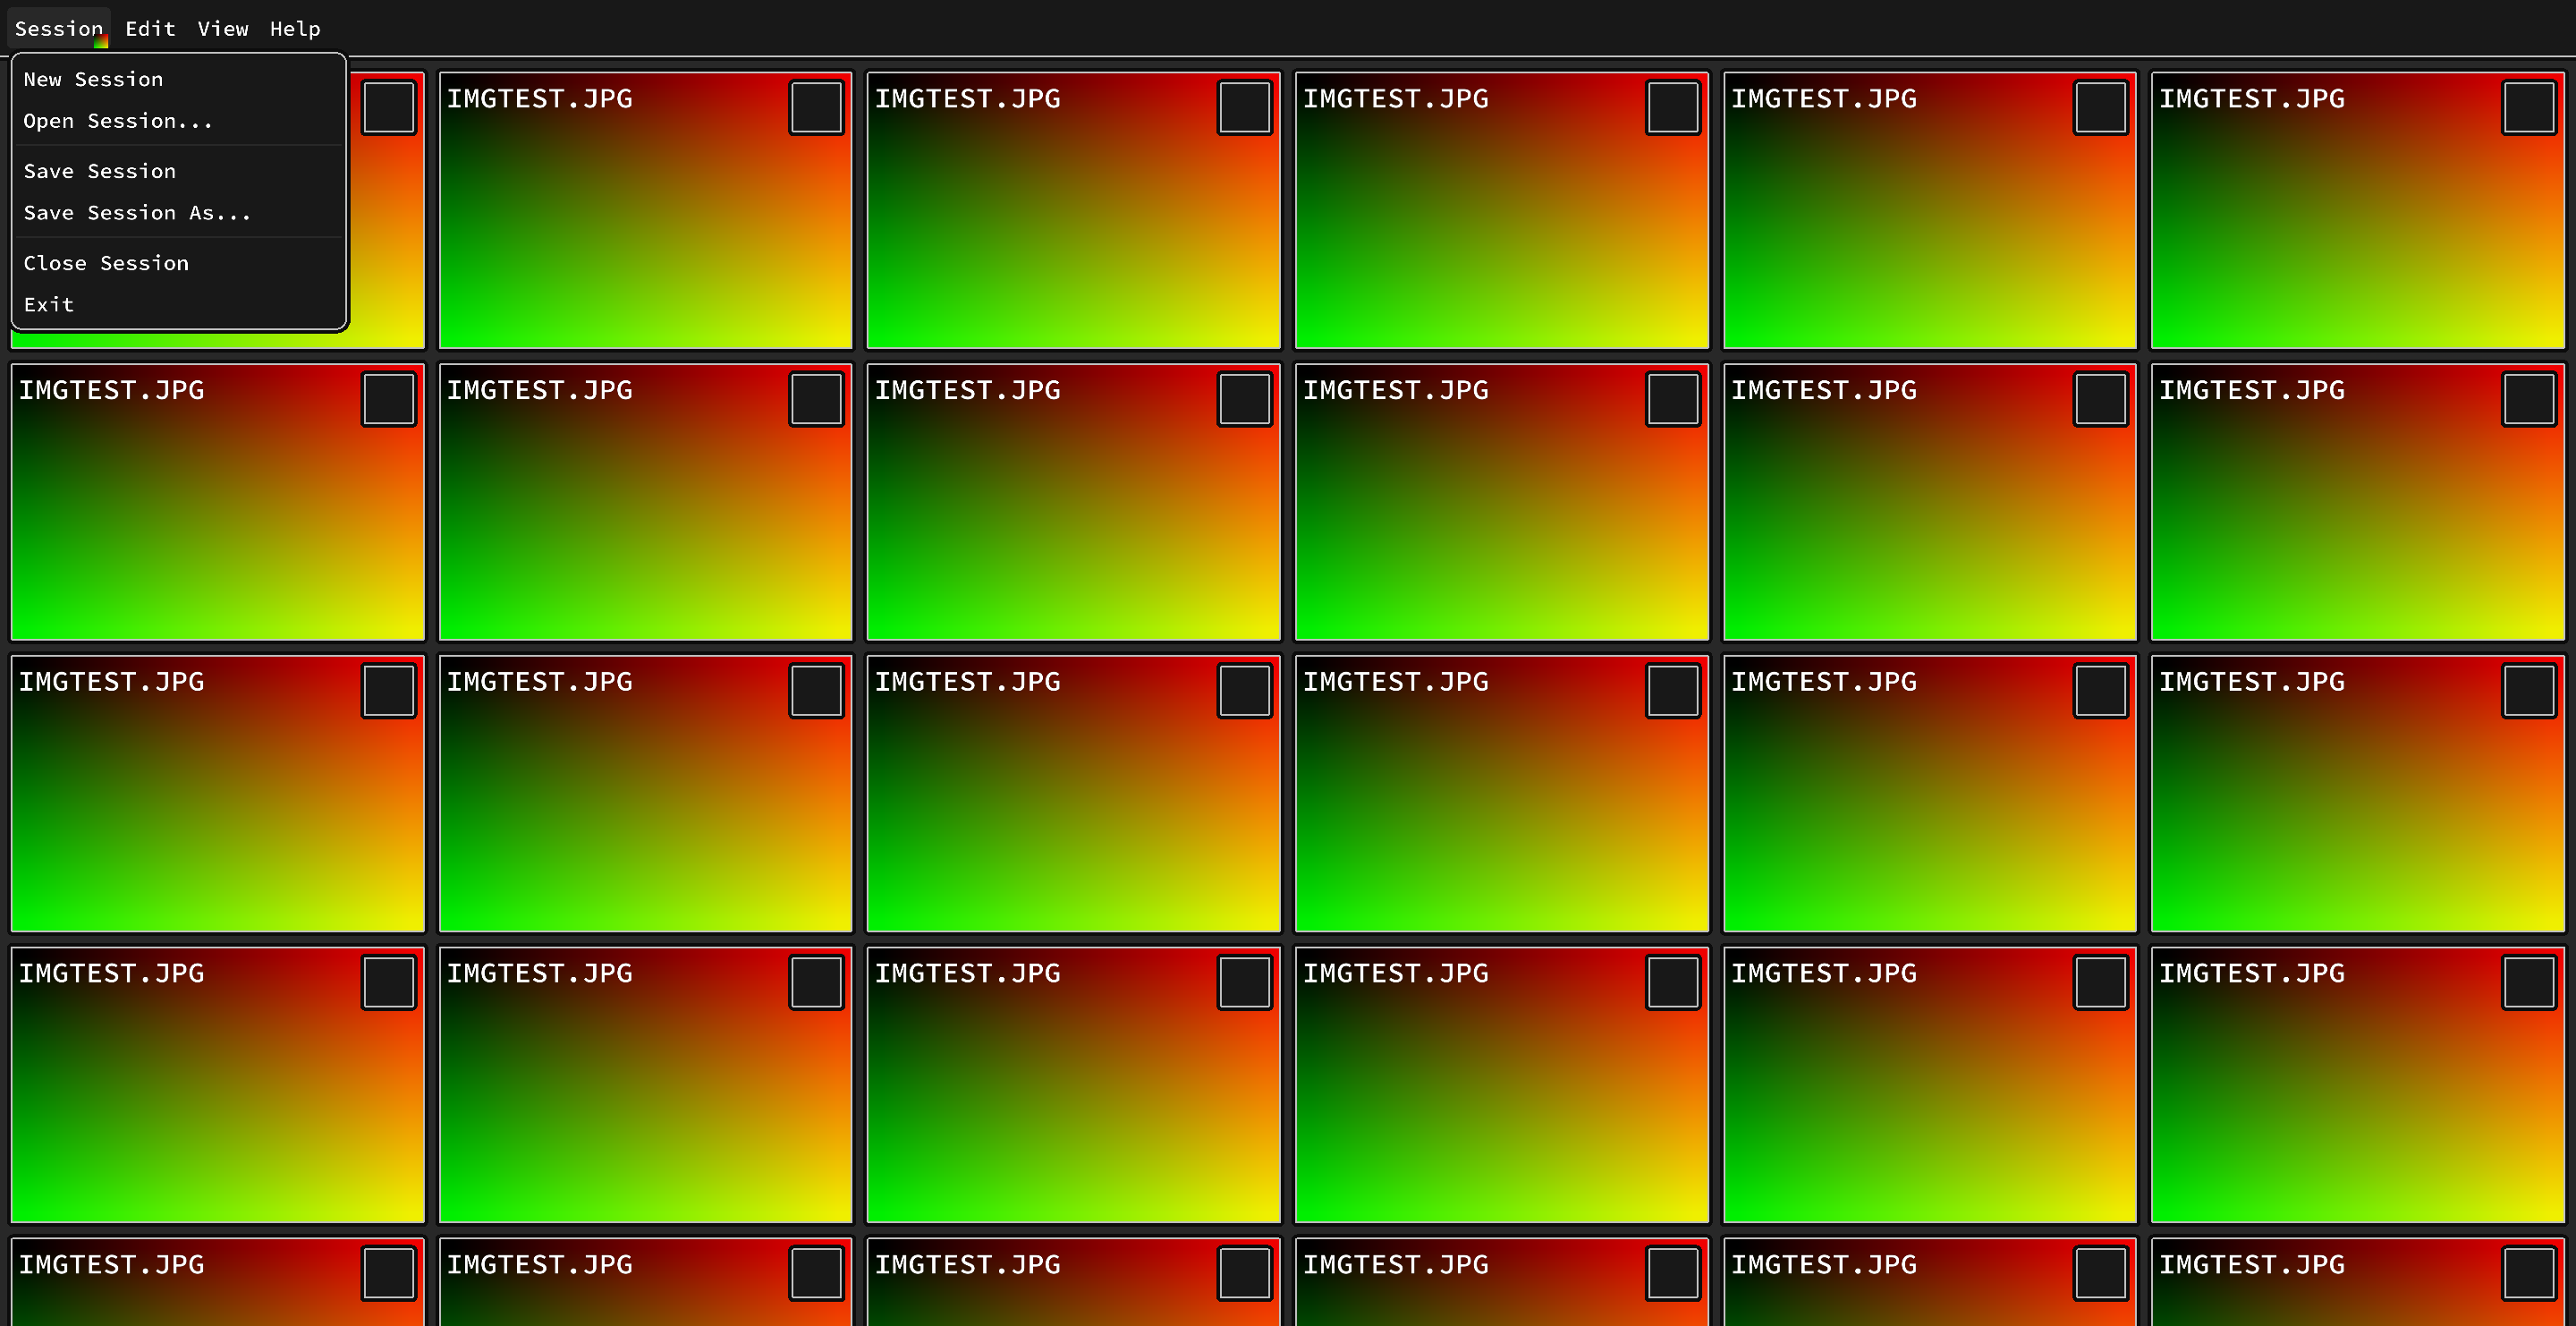 Session Edit View Help
New Session
Open Session...
Save Session
Save Session As...
Close Session
Exit
IMGTEST.JPG IMGTEST.JPG IMGTEST.JPG IMGTEST.JPG IMGTEST.JPG
IMGTEST.JPG IMGTEST.JPG IMGTEST.JPG IMGTEST.JPG IMGTEST.JPG IMGTEST.JPG
IMGTEST.JPG IMGTEST.JPG IMGTEST.JPG IMGTEST.JPG IMGTEST.JPG IMGTEST.JPG
IMGTEST.JPG IMGTEST.JPG IMGTEST.JPG IMGTEST.JPG IMGTEST.JPG IMGTEST.JPG
IMGTEST.JPG IMGTEST.JPG IMGTEST.JPG IMGTEST.JPG IMGTEST.JPG IMGTEST.JPG